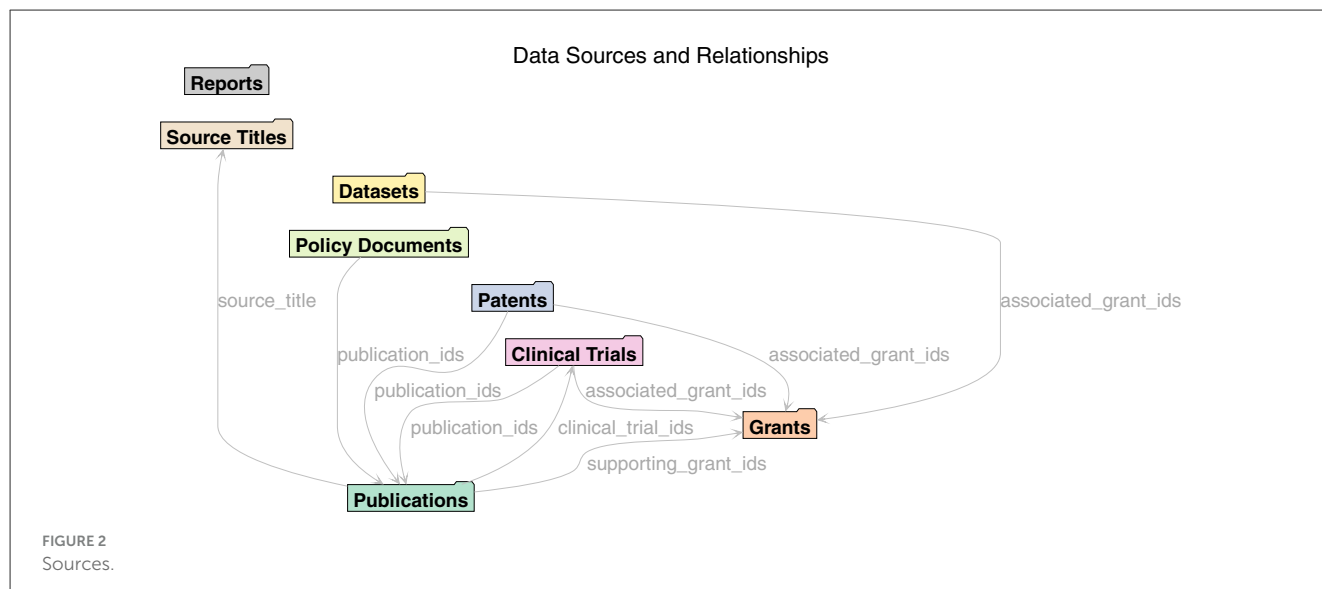 Data Sources and Relationships
Reports
Source Titles
Datasets
Policy Documents
Patents
source_title
associated_grant_ids
Clinical Trials
publication_ids
associated_grant_ids
publication_ids
associated_grant_ids
publication_ids
clinical_trial_ids
Grants
supporting_grant_ids
Publications
FIGURE 2
Sources.